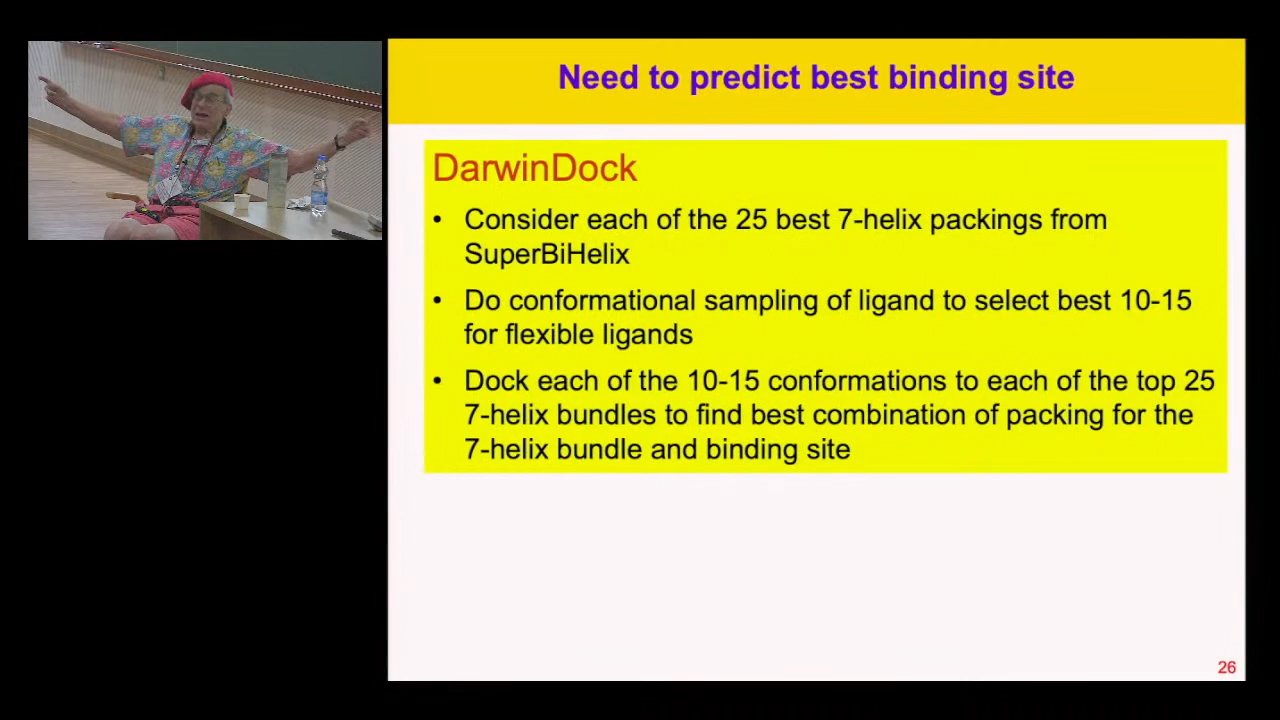 Need to predict best binding site
DarwinDock
• Consider each of the 25 best 7-helix packings from
SuperBiHelix
• Do conformational sampling of ligand to select best 10-15
for flexible ligands
• Dock each of the 10-15 conformations to each of the top 25
7-helix bundles to find best combination of packing for the
7-helix bundle and binding site
26